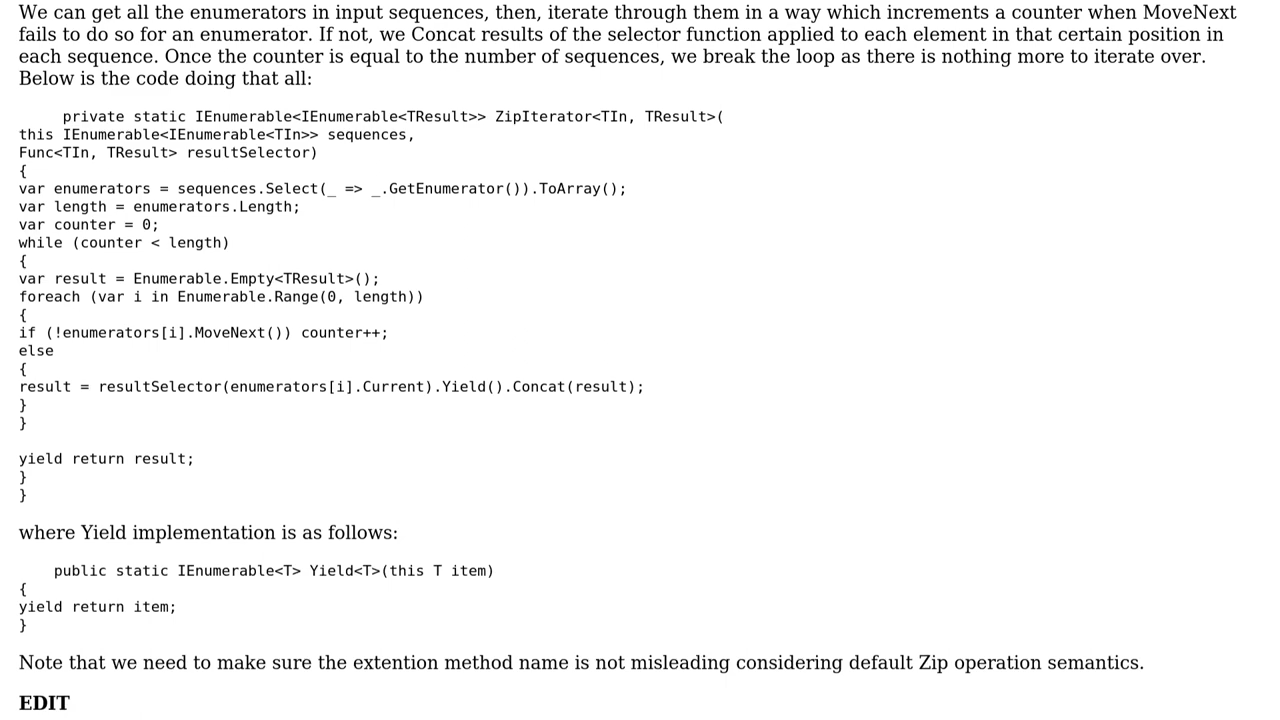 We can get all the enumerators in input sequences, then, iterate through them in a way which increments a counter when MoveNext
fails to do so for an enumerator. If not, we Concat results of the selector function applied to each element in that certain position in
each sequence. Once the counter is equal to the number of sequences, we break the loop as there is nothing more to iterate over.
Below is the code doing that all:
private static IEnumerable<IEnumerable<TResult>> ZipIterator<TIn, TResult>(
this IEnumerable<IEnumerable<TIn>> sequences,
Func<TIn, TResult> resultSelector)
{
var enumerators = sequences.Select(_ => _.GetEnumerator()).ToArray();
var length = enumerators.Length;
var counter = 0;
while (counter < length)
{
var result = Enumerable.Empty<TResult>();
foreach (var i in Enumerable.Range(0, length))
{
if (!enumerators[i].MoveNext()) counter++;
else
{
result = resultSelector(enumerators[i].Current).Yield().Concat(result);
}
}
yield return result;
}
}
where Yield implementation is as follows:
public static IEnumerable<T> Yield<T>(this T item)
{
yield return item;
}
Note that we need to make sure the extention method name is not misleading considering default Zip operation semantics.
EDIT